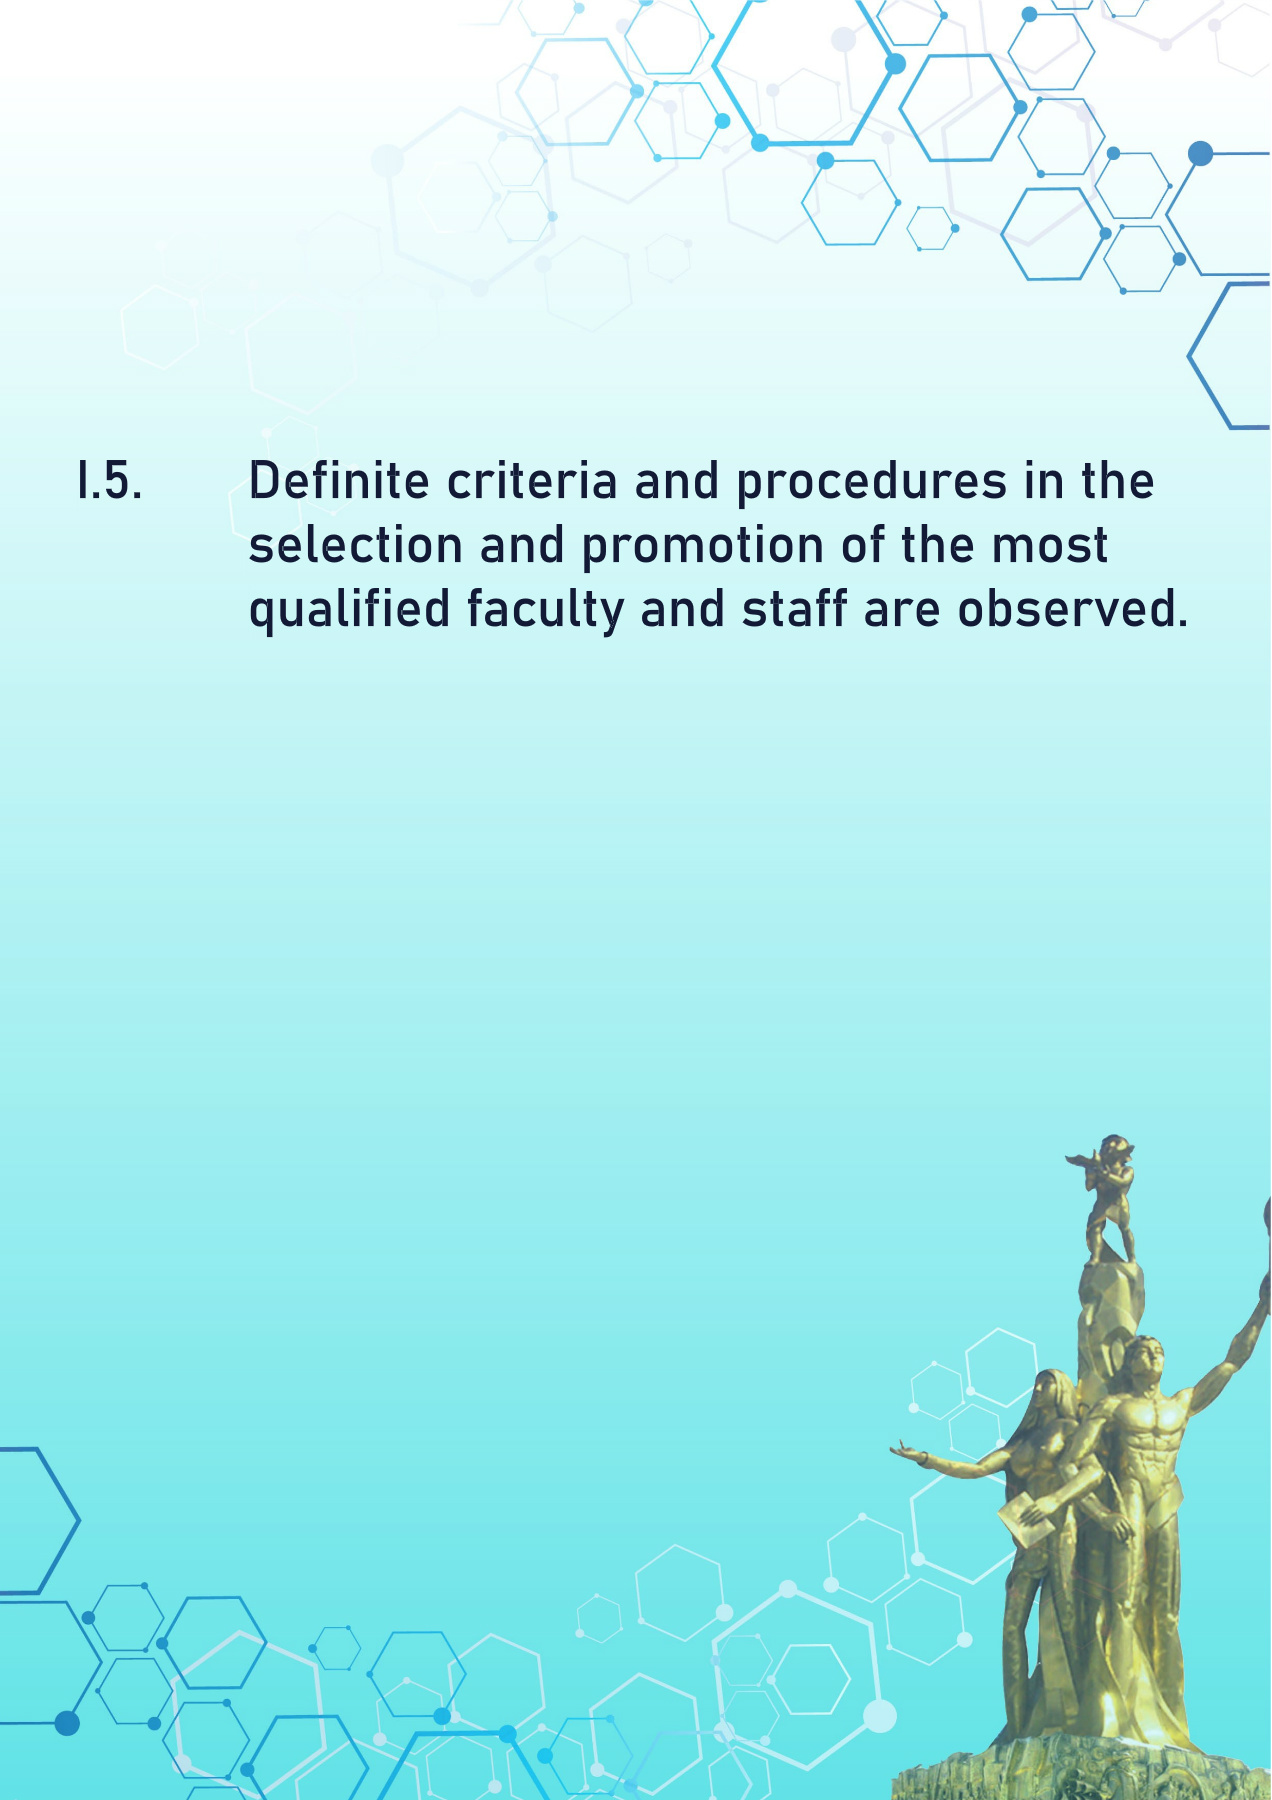 I.5. Definite criteria and procedures in the
selection and promotion of the most
qualified faculty and staff are observed.